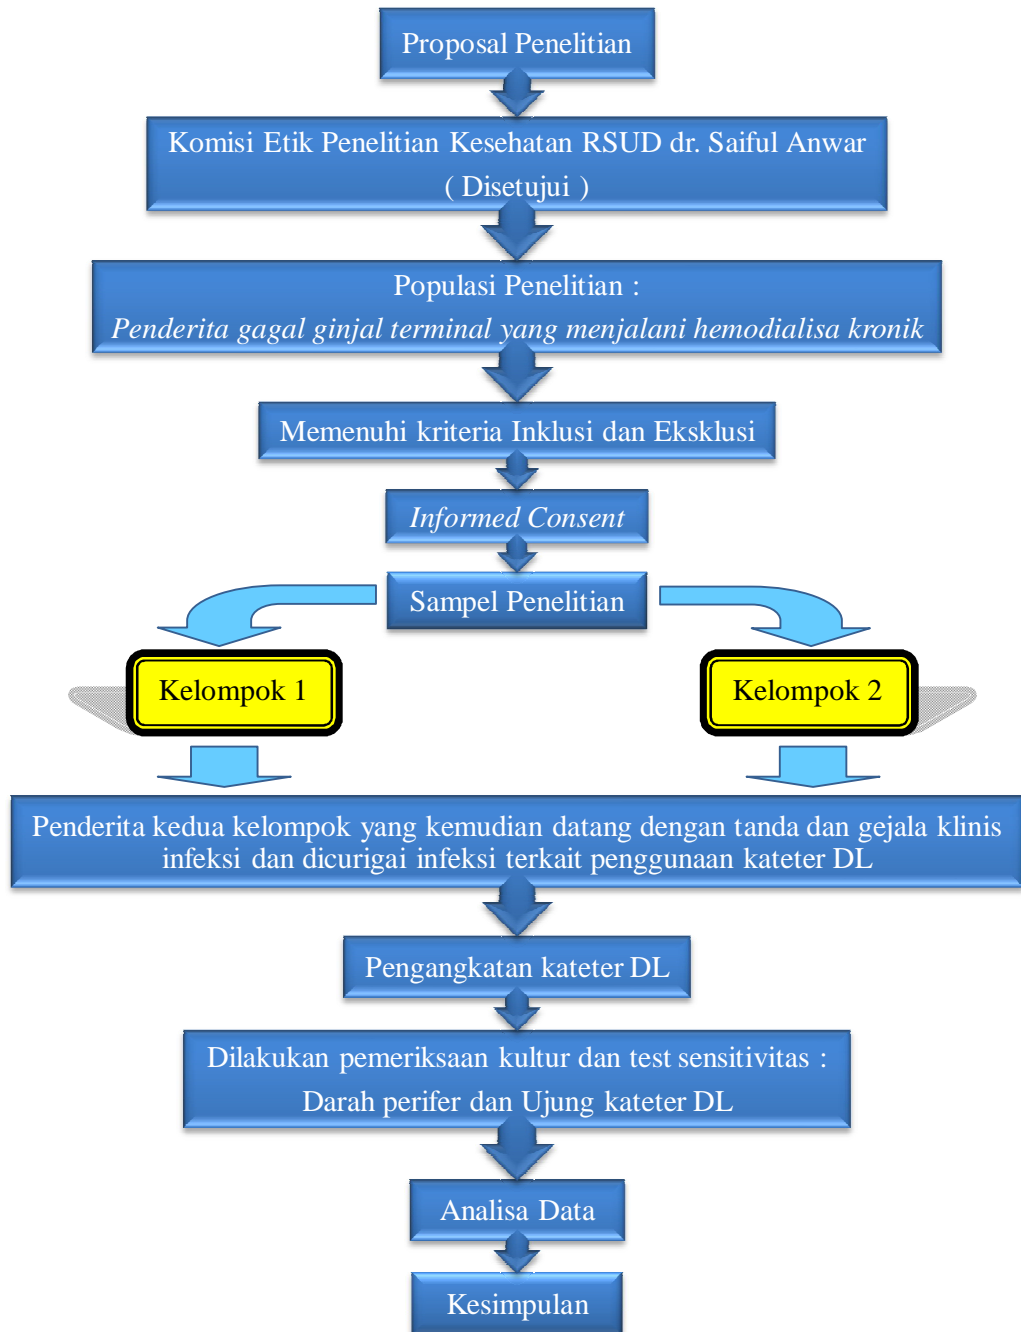 Proposal Penelitian
Komisi Etik Penelitian Kesehatan RSUD dr. Saiful Anwar
( Disetujui )
Populasi Penelitian :
Penderita gagal ginjal terminal yang menjalani hemodialisa kronik
Memenuhi kriteria Inklusi dan Eksklusi
Informed Consent
Sampel Penelitian
Kelompok 1
Kelompok 2
Penderita kedua kelompok yang kemudian datang dengan tanda dan gejala klinis
infeksi dan dicurigai infeksi terkait penggunaan kateter DL
Pengangkatan kateter DL
Dilakukan pemeriksaan kultur dan test sensitivitas :
Darah perifer dan Ujung kateter DL
Analisa Data
Kesimpulan